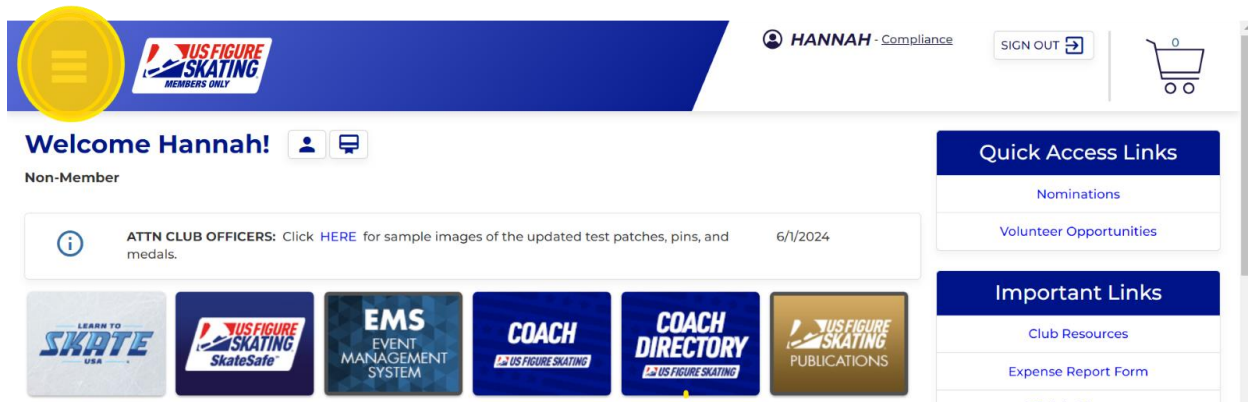 US FIGURE
SKATING
MEMBERS ONLY
HANNAH - Compliance
SIGN OUT
0
Welcome Hannah!
Non-Member
ATTN CLUB OFFICERS: Click HERE for sample images of the updated test patches, pins, and
medals.
6/1/2024
LEARN TO
SKATE
USA
US FIGURE
SKATING
SkateSafe
EMS
EVENT
MANAGEMENT
SYSTEM
COACH
US FIGURE SKATING
COACH
DIRECTORY
US FIGURE SKATING
US FIGURE
SKATING
PUBLICATIONS
Quick Access Links
Nominations
Volunteer Opportunities
Important Links
Club Resources
Expense Report Form